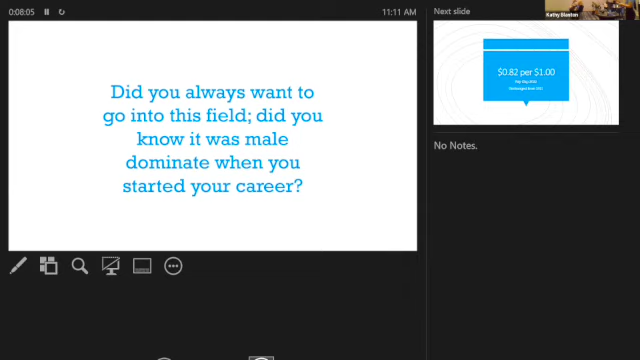 0:08:05
11:11 AM
Did you always want to
go into this field; did you
know it was male
dominate when you
started your career?
Next slide
Kathy Blaxton
$0.82 per $1.00
No Notes.